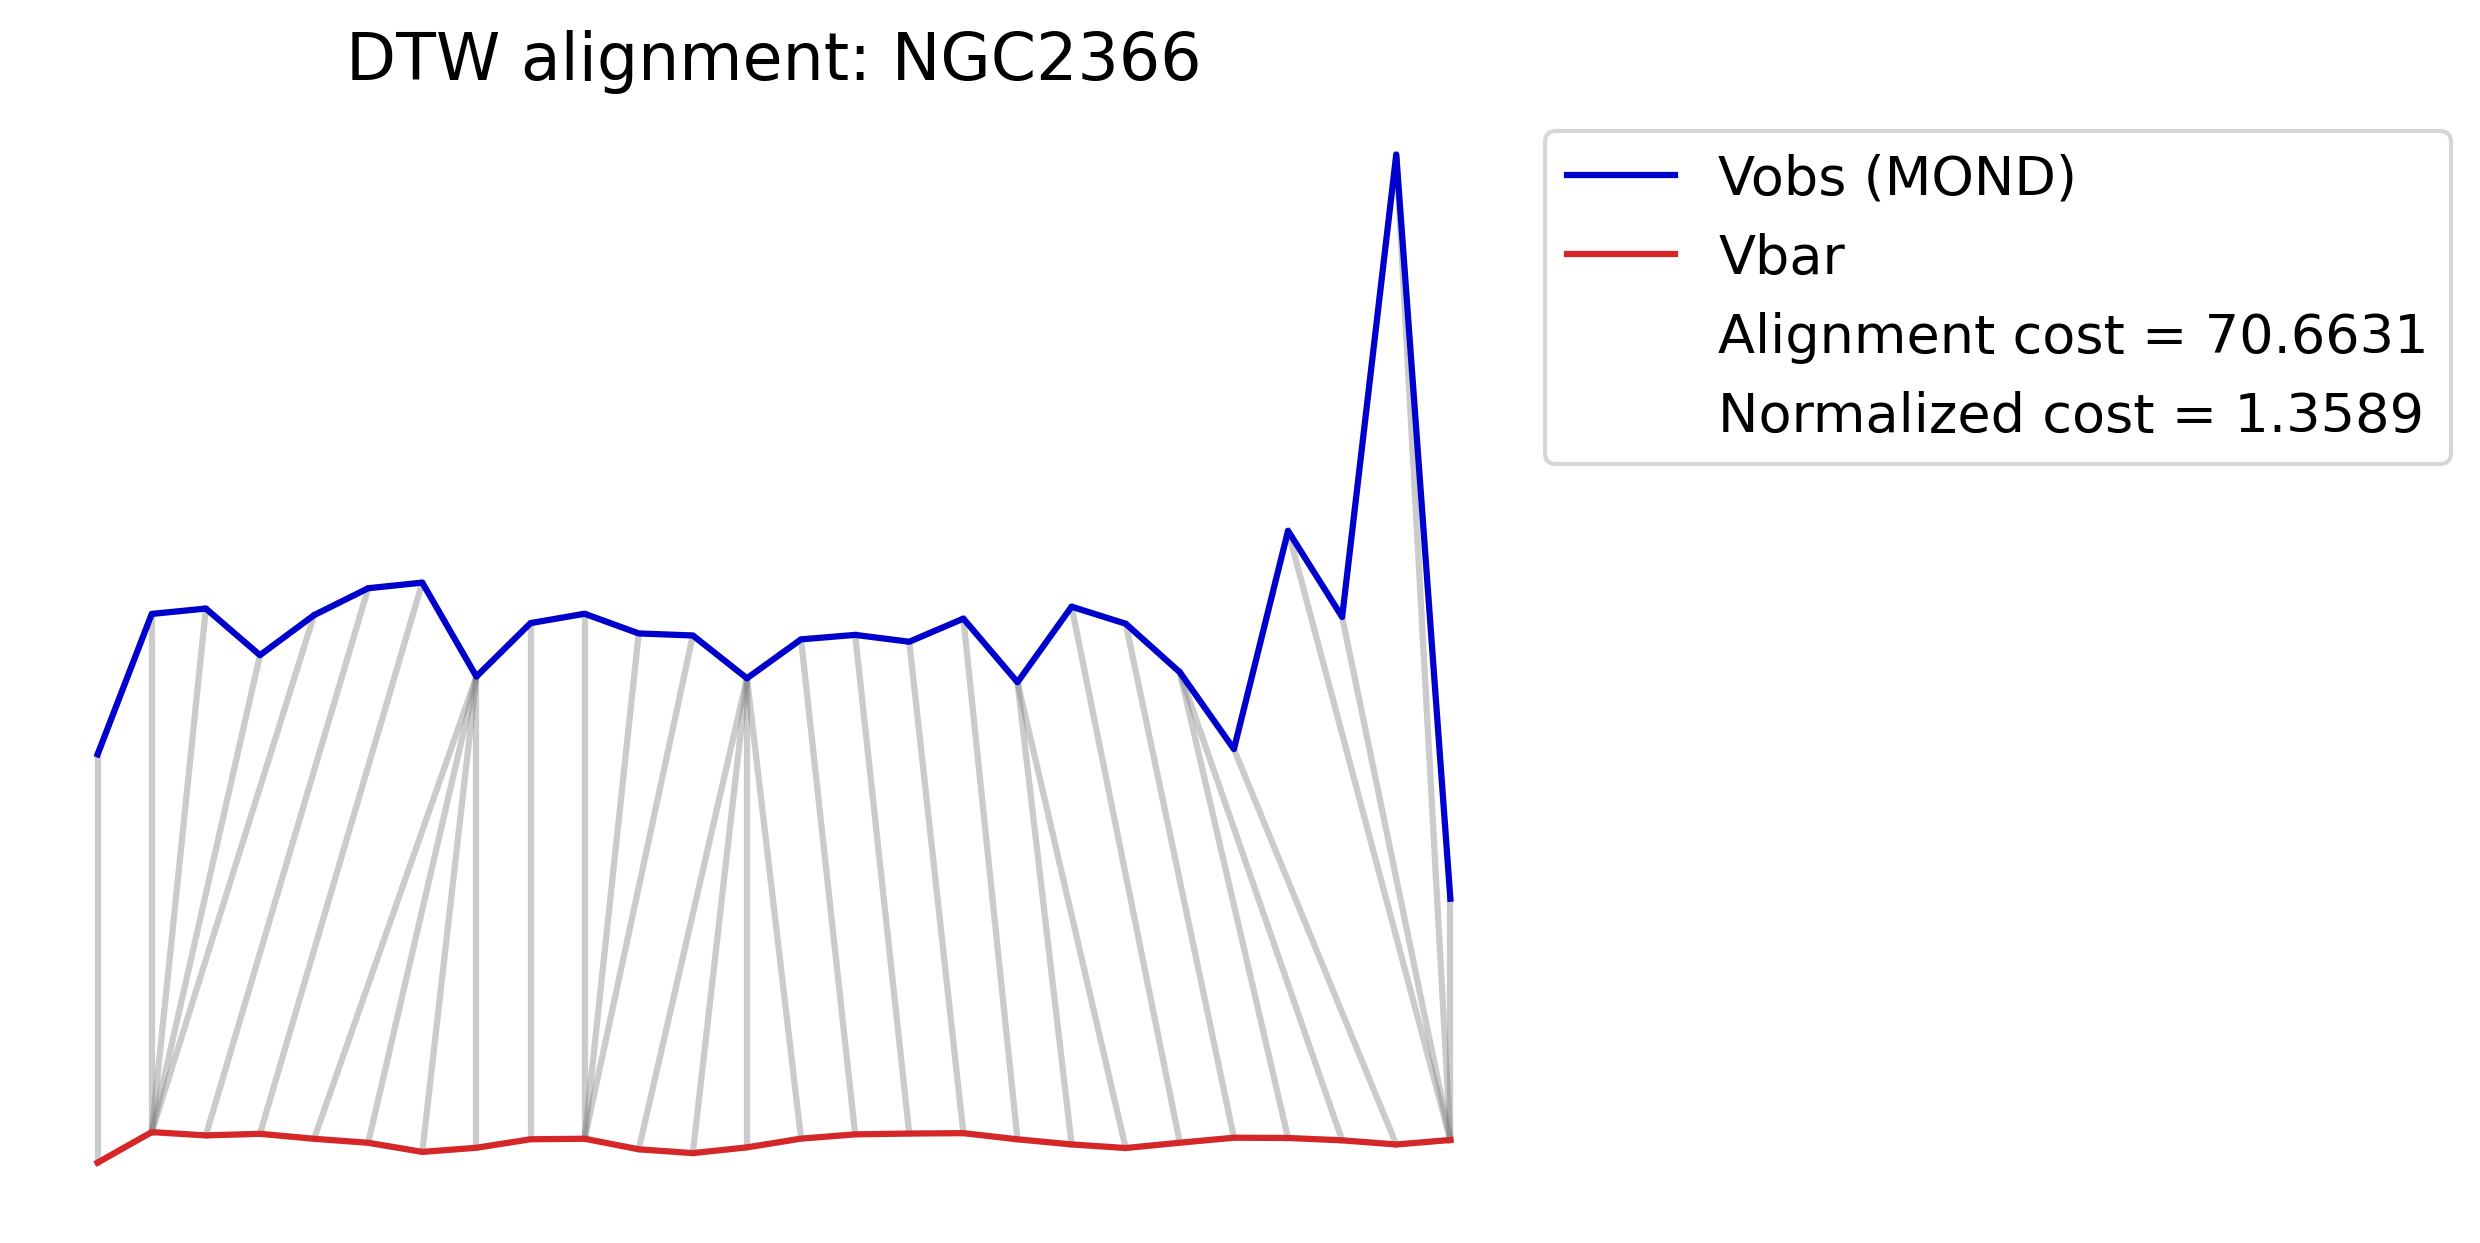 DTW alignment: NGC2366
Vobs (MOND)
Vbar
Alignment cost = 70.6631
Normalized cost = 1.3589